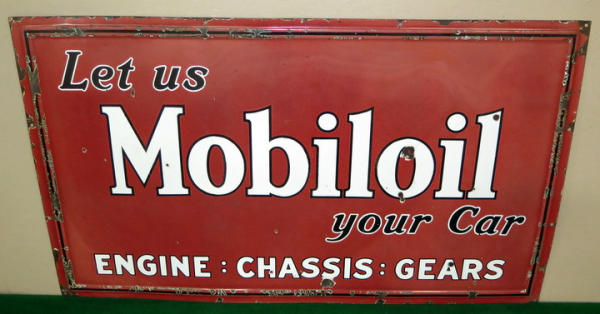 Let us
Mobiloil
your Car
ENGINE : CHASSIS : GEARS